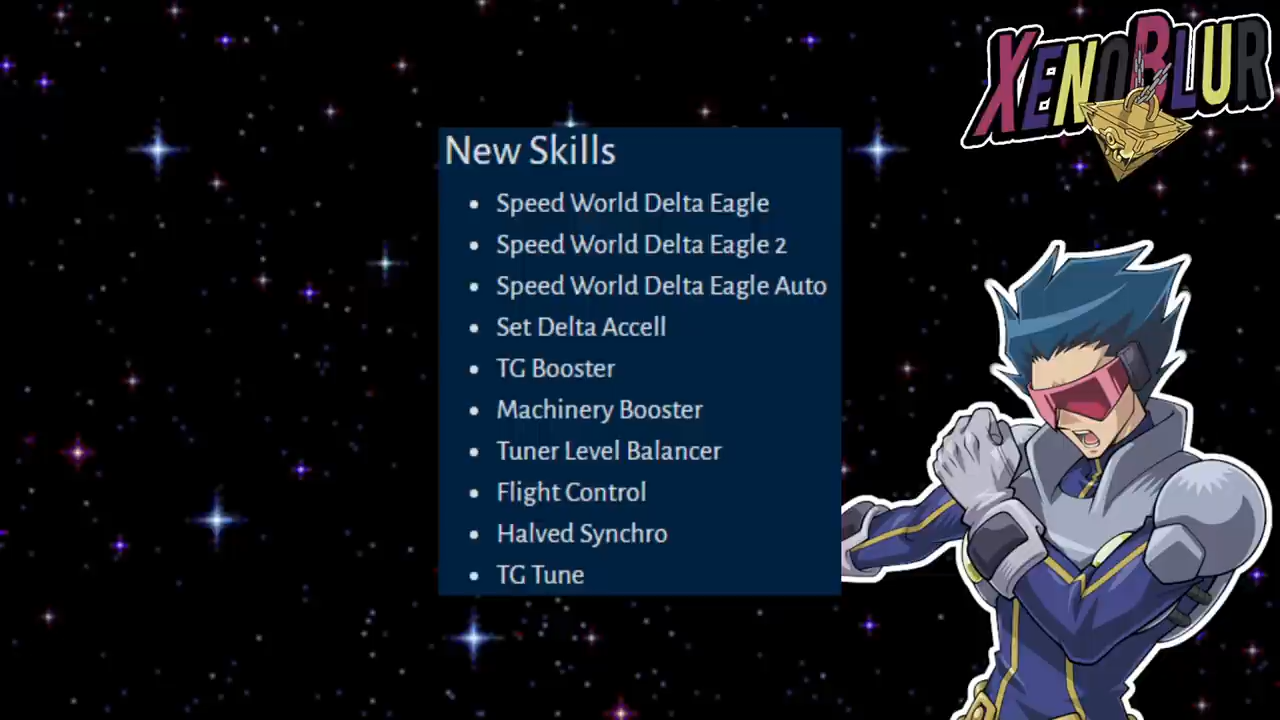 XENOBLUR
New Skills
• Speed World Delta Eagle
• Speed World Delta Eagle 2
• Speed World Delta Eagle Auto
• Set Delta Accell
• TG Booster
• Machinery Booster
• Tuner Level Balancer
• Flight Control
• Halved Synchro
• TG Tune